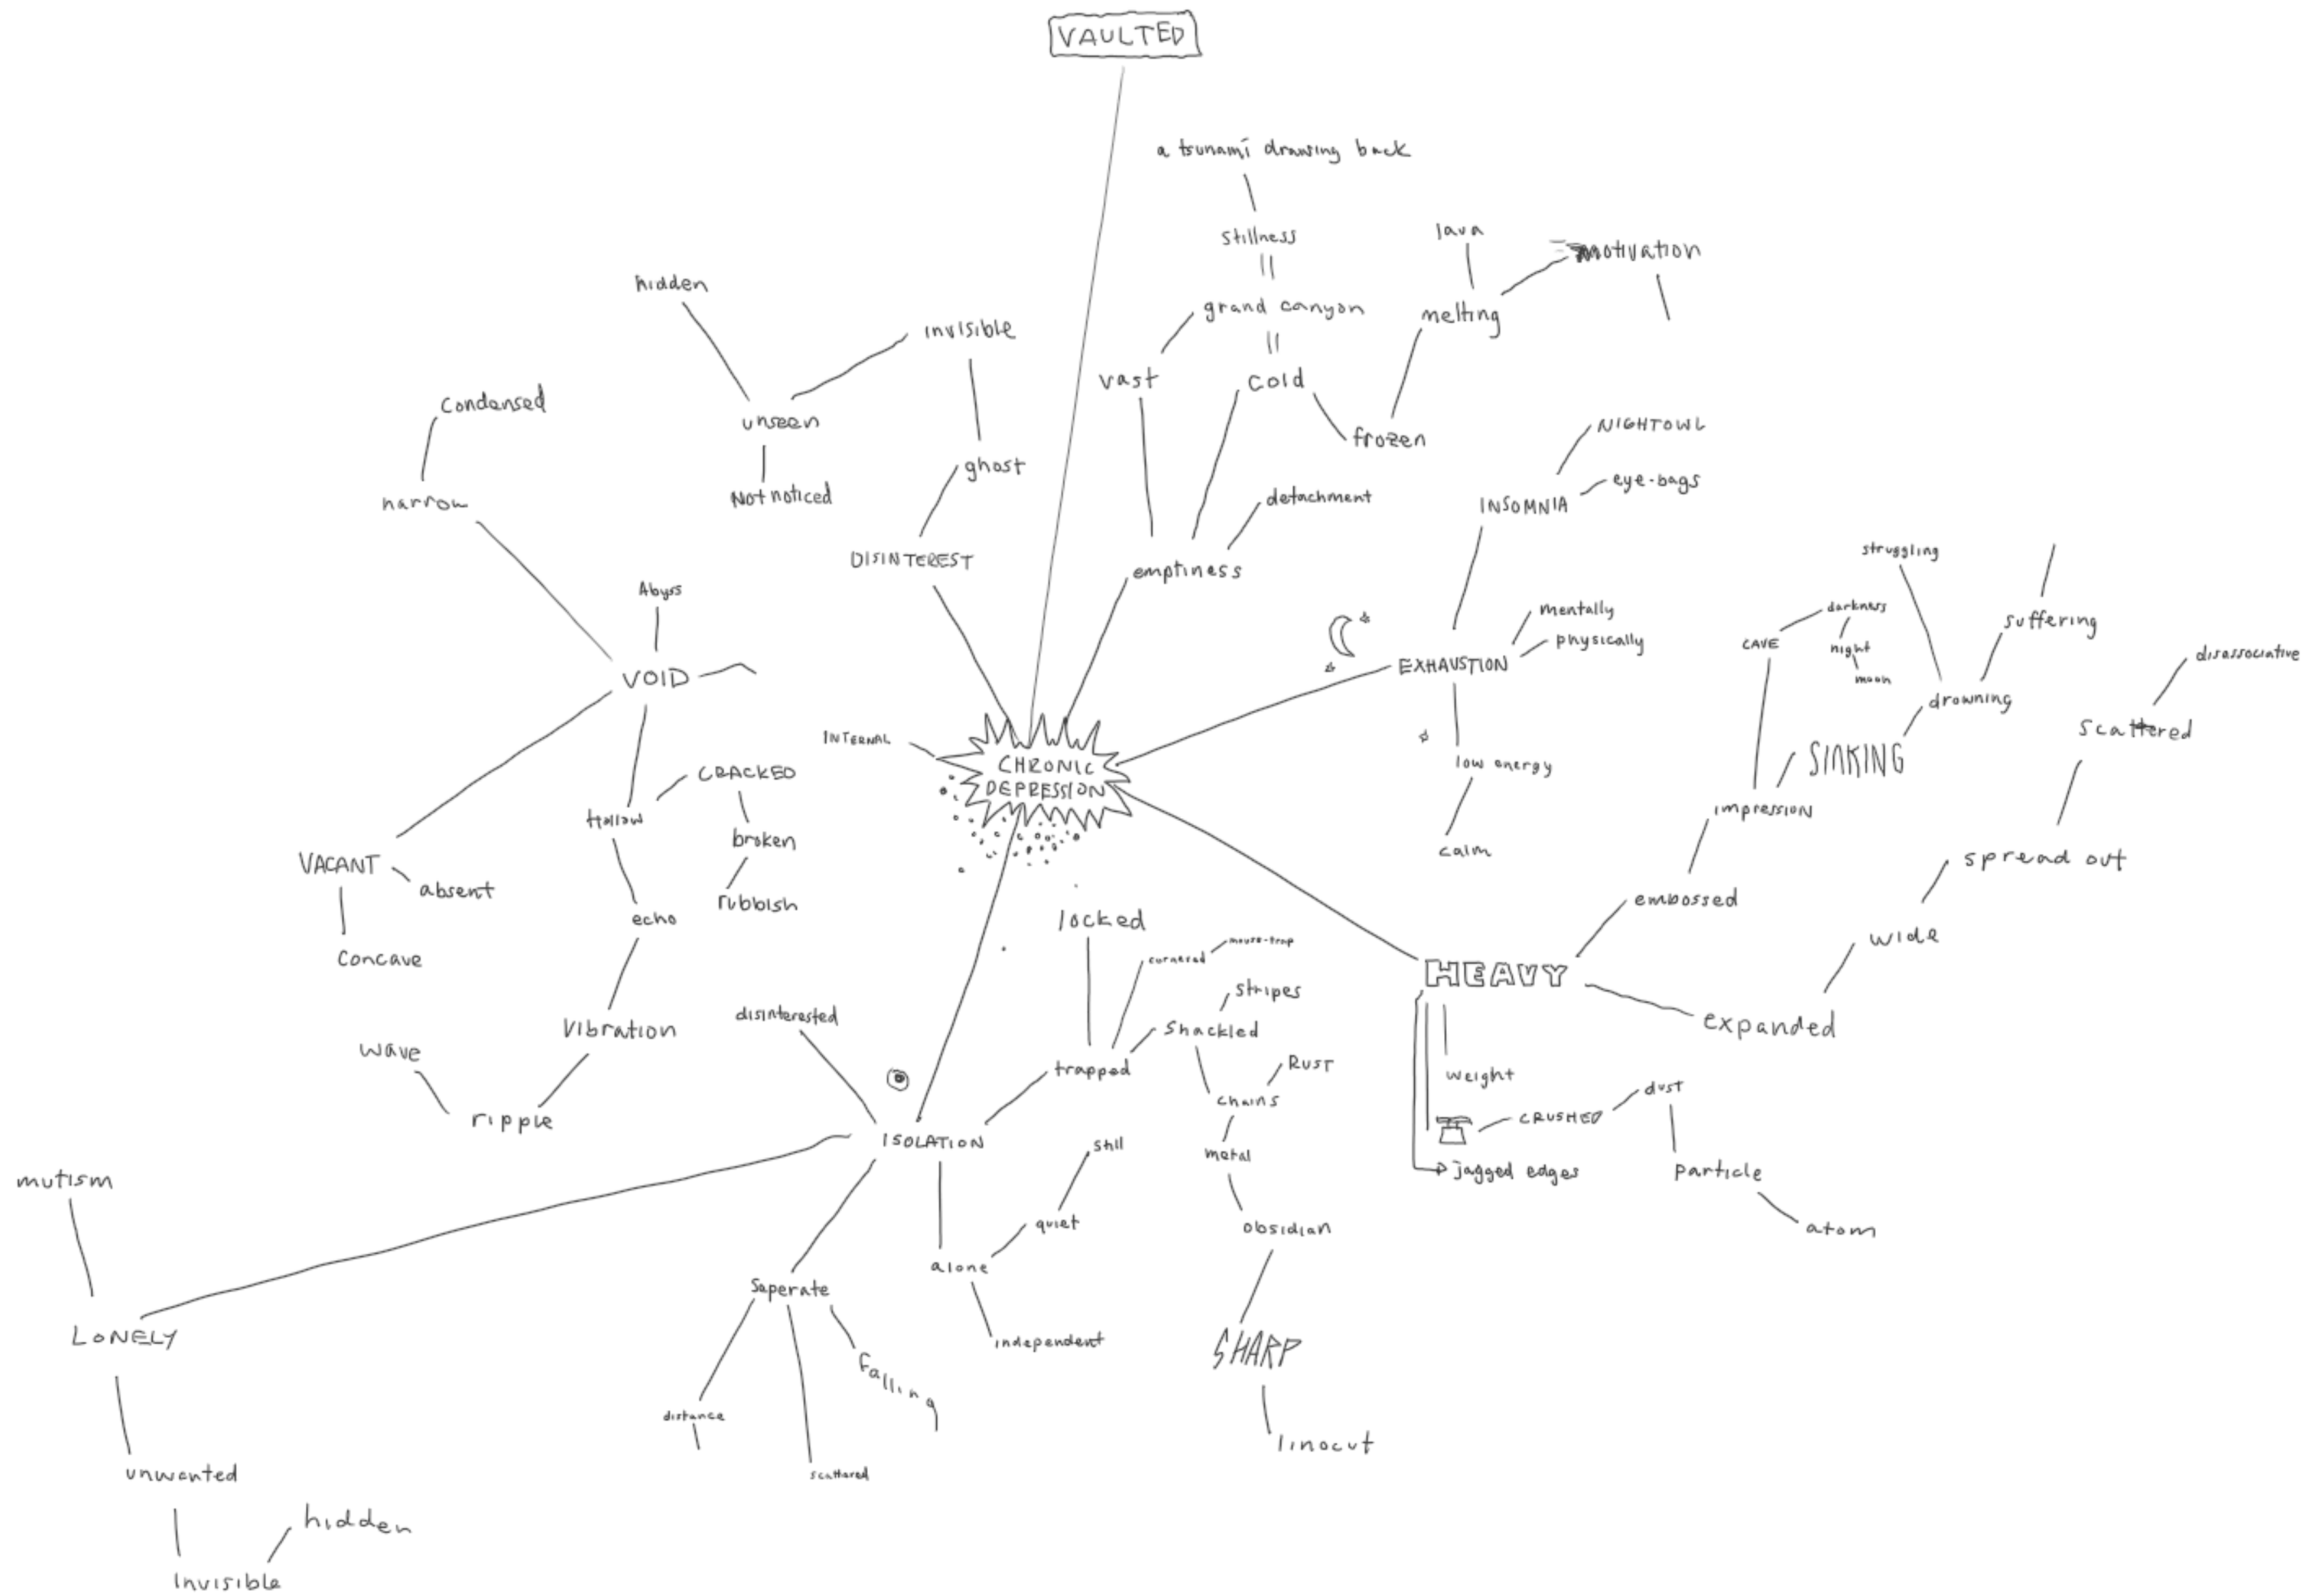 VAULTED
a tsunami drawing back
stillness
lava
motivation
hidden
grand canyon
melting
invisible
vast
cold
Condensed
unseen
frozen
NIGHTOWL
ghost
eye-bags
Not noticed
detachment
narrow
INSOMNIA
DISINTEREST
emptiness
struggling
Abyss
mentally
darkness
suffering
physically
CAVE
night
disassociative
EXHAUSTION
VOID
moon
drowning
scattered
INTERNAL
CHRONIC
DEPRESSION
SINKING
low energy
CRACKED
impression
Hollow
broken
calm
spread out
VACANT
absent
rubbish
embossed
echo
locked
wide
mouse-trap
cornered
Concave
HEAVY
stripes
disinterested
expanded
Vibration
Shackled
wave
trapped
RUST
weight
dust
chains
CRUSHED
ripple
ISOLATION
still
metal
jagged edges
particle
mutism
quiet
obsidian
atom
alone
Seperate
LONELY
independent
SHARP
falling
distance
linocut
unwanted
scattered
hidden
Invisible